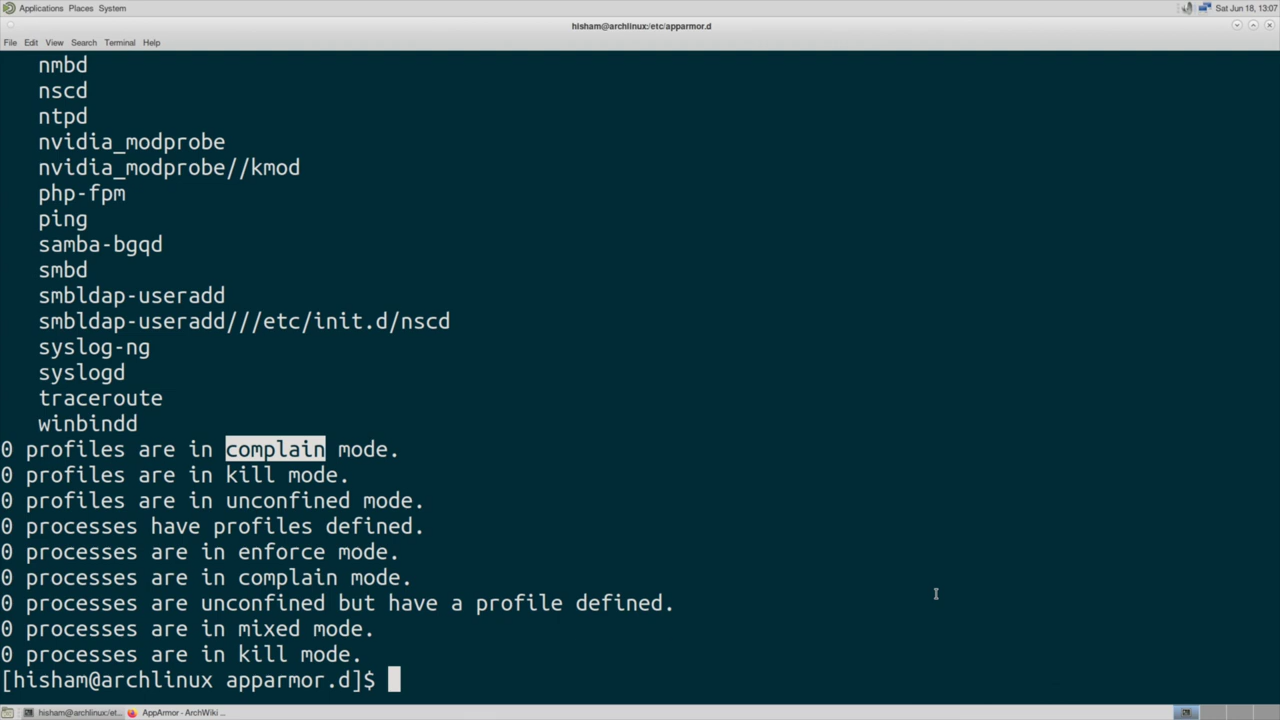 Applications Places System
Sat Jun 18, 13:07
hisham@archlinux:/etc/apparmor.d
File Edit View Search Terminal Help
nmbd
nscd
ntpd
nvidia_modprobe
nvidia_modprobe//kmod
php-fpm
ping
samba-bgqd
smbd
smbldap-useradd
smbldap-useradd///etc/init.d/nscd
syslog-ng
syslogd
traceroute
winbindd
0 profiles are in complain mode.
0 profiles are in kill mode.
0 profiles are in unconfined mode.
0 processes have profiles defined.
0 processes are in enforce mode.
0 processes are in complain mode.
0 processes are unconfined but have a profile defined.
0 processes are in mixed mode.
0 processes are in kill mode.
[hisham@archlinux apparmor.d]$
hisham@archlinux:/et... AppArmor - ArchWiki ...